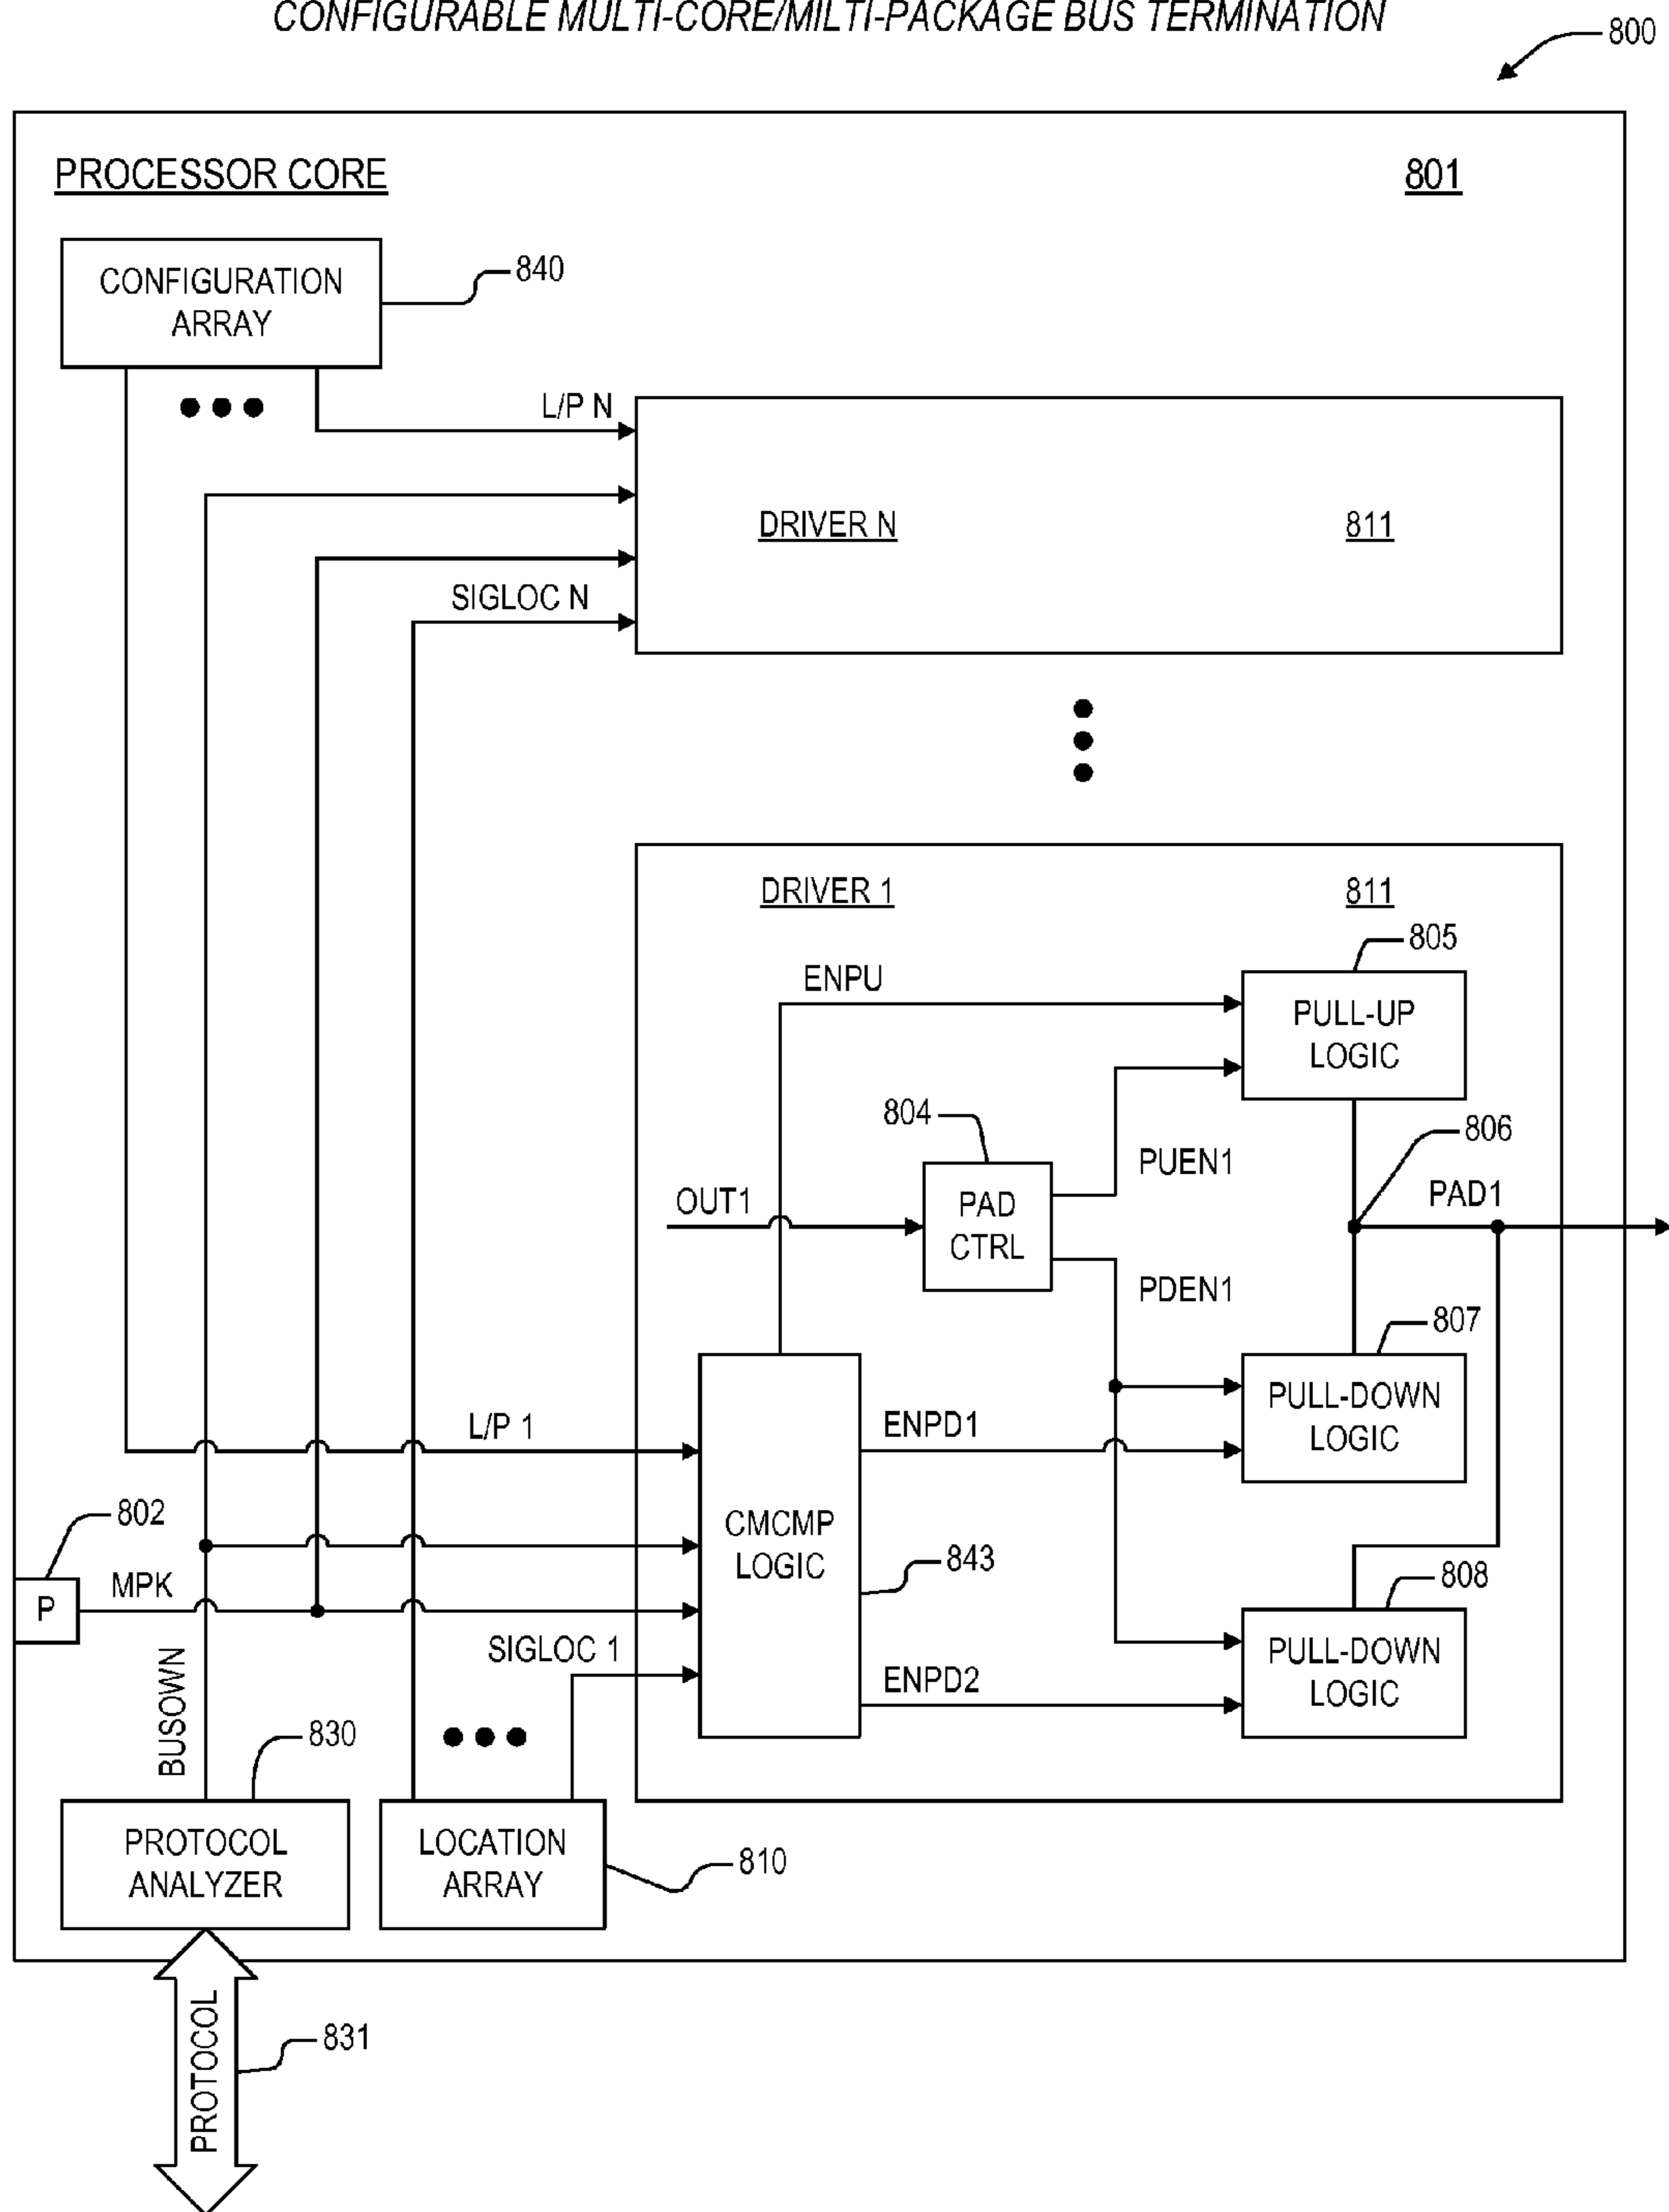 CONFIGURABLE MULTI-CORE/MILTI-PACKAGE BUS TERMINATION
800
PROCESSOR CORE
801
CONFIGURATION
ARRAY
840
L/P N
DRIVER N
811
SIGLOC N
DRIVER 1
811
805
ENPU
PULL-UP
LOGIC
804
806
PUEN1
OUT1
PAD
CTRL
PAD1
PDEN1
807
PULL-DOWN
LOGIC
L/P 1
ENPD1
802
CMCMP
LOGIC
843
P
MPK
808
SIGLOC 1
PULL-DOWN
LOGIC
ENPD2
BUSOWN
830
PROTOCOL
ANALYZER
LOCATION
ARRAY
810
PROTOCOL
831